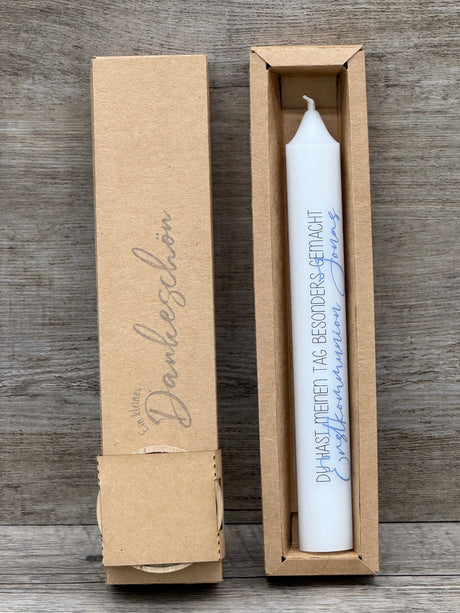 Ein kleines
Dankeschön
DU HAST MEINEN TAG BESONDERS GEMACHT
Erstkommunion Jonas